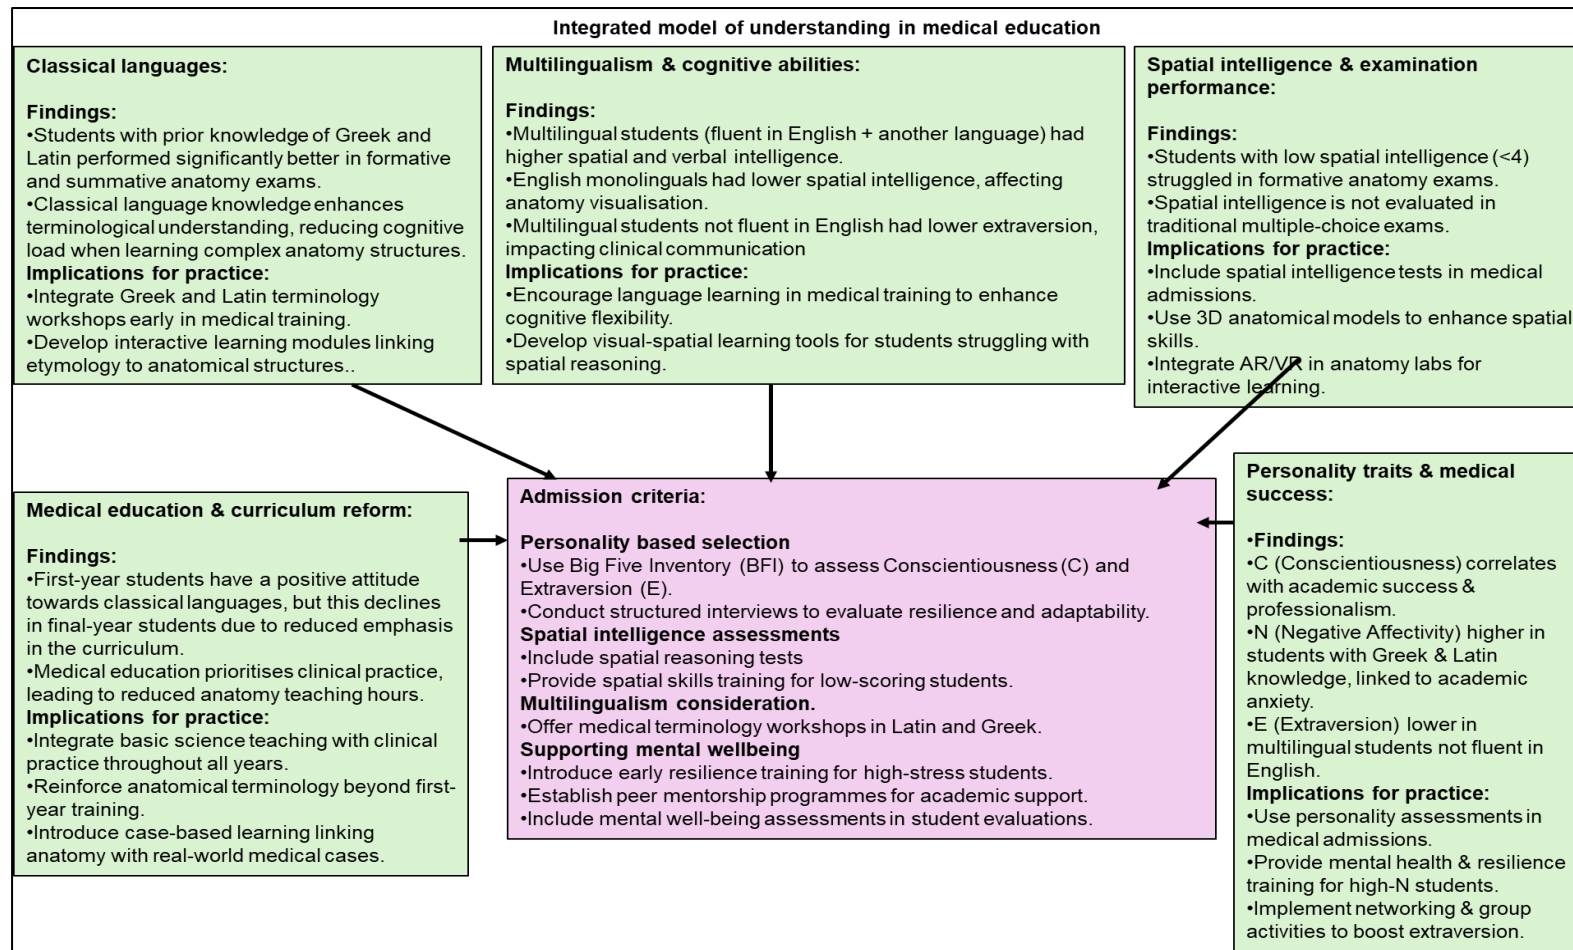 Integrated model of understanding in medical education
Classical languages:
Findings:
•Students with prior knowledge of Greek and
Latin performed significantly better in formative
and summative anatomy exams.
•Classical language knowledge enhances
terminological understanding, reducing cognitive
load when learning complex anatomy structures.
Implications for practice:
•Integrate Greek and Latin terminology
workshops early in medical training.
•Develop interactive learning modules linking
etymology to anatomical structures..
Multilingualism & cognitive abilities:
Findings:
•Multilingual students (fluent in English + another language) had
higher spatial and verbal intelligence.
•English monolinguals had lower spatial intelligence, affecting
anatomy visualisation.
•Multilingual students not fluent in English had lower extraversion,
impacting clinical communication
Implications for practice:
•Encourage language learning in medical training to enhance
cognitive flexibility.
•Develop visual-spatial learning tools for students struggling with
spatial reasoning.
Spatial intelligence & examination
performance:
Findings:
•Students with low spatial intelligence (<4)
struggled in formative anatomy exams.
•Spatial intelligence is not evaluated in
traditional multiple-choice exams.
Implications for practice:
•Include spatial intelligence tests in medical
admissions.
•Use 3D anatomical models to enhance spatial
skills.
•Integrate AR/VR in anatomy labs for
interactive learning.
Medical education & curriculum reform:
Findings:
•First-year students have a positive attitude
towards classical languages, but this declines
in final-year students due to reduced emphasis
in the curriculum.
•Medical education prioritises clinical practice,
leading to reduced anatomy teaching hours.
Implications for practice:
•Integrate basic science teaching with clinical
practice throughout all years.
•Reinforce anatomical terminology beyond first-
year training.
•Introduce case-based learning linking
anatomy with real-world medical cases.
Admission criteria:
Personality based selection
•Use Big Five Inventory (BFI) to assess Conscientiousness (C) and
Extraversion (E).
•Conduct structured interviews to evaluate resilience and adaptability.
Spatial intelligence assessments
•Include spatial reasoning tests
•Provide spatial skills training for low-scoring students.
Multilingualism consideration.
•Offer medical terminology workshops in Latin and Greek.
Supporting mental wellbeing
•Introduce early resilience training for high-stress students.
•Establish peer mentorship programmes for academic support.
•Include mental well-being assessments in student evaluations.
Personality traits & medical
success:
•Findings:
•C (Conscientiousness) correlates
with academic success &
professionalism.
•N (Negative Affectivity) higher in
students with Greek & Latin
knowledge, linked to academic
anxiety.
•E (Extraversion) lower in
multilingual students not fluent in
English.
Implications for practice:
•Use personality assessments in
medical admissions.
•Provide mental health & resilience
training for high-N students.
•Implement networking & group
activities to boost extraversion.